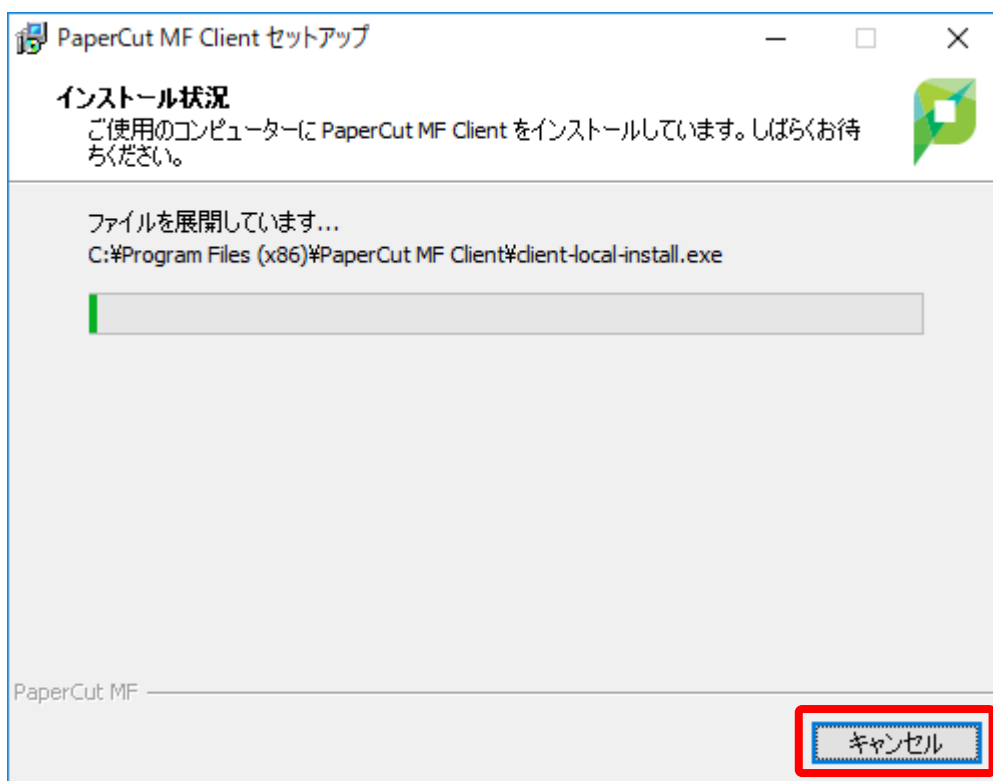 PaperCut MF Client セットアップ
インストール状況
ご使用のコンピューターに PaperCut MF Client をインストールしています。しばらくお待
ちください。
ファイルを展開しています...
C:¥Program Files (x86)¥PaperCut MF Client¥client-local-install.exe
PaperCut MF
キャンセル